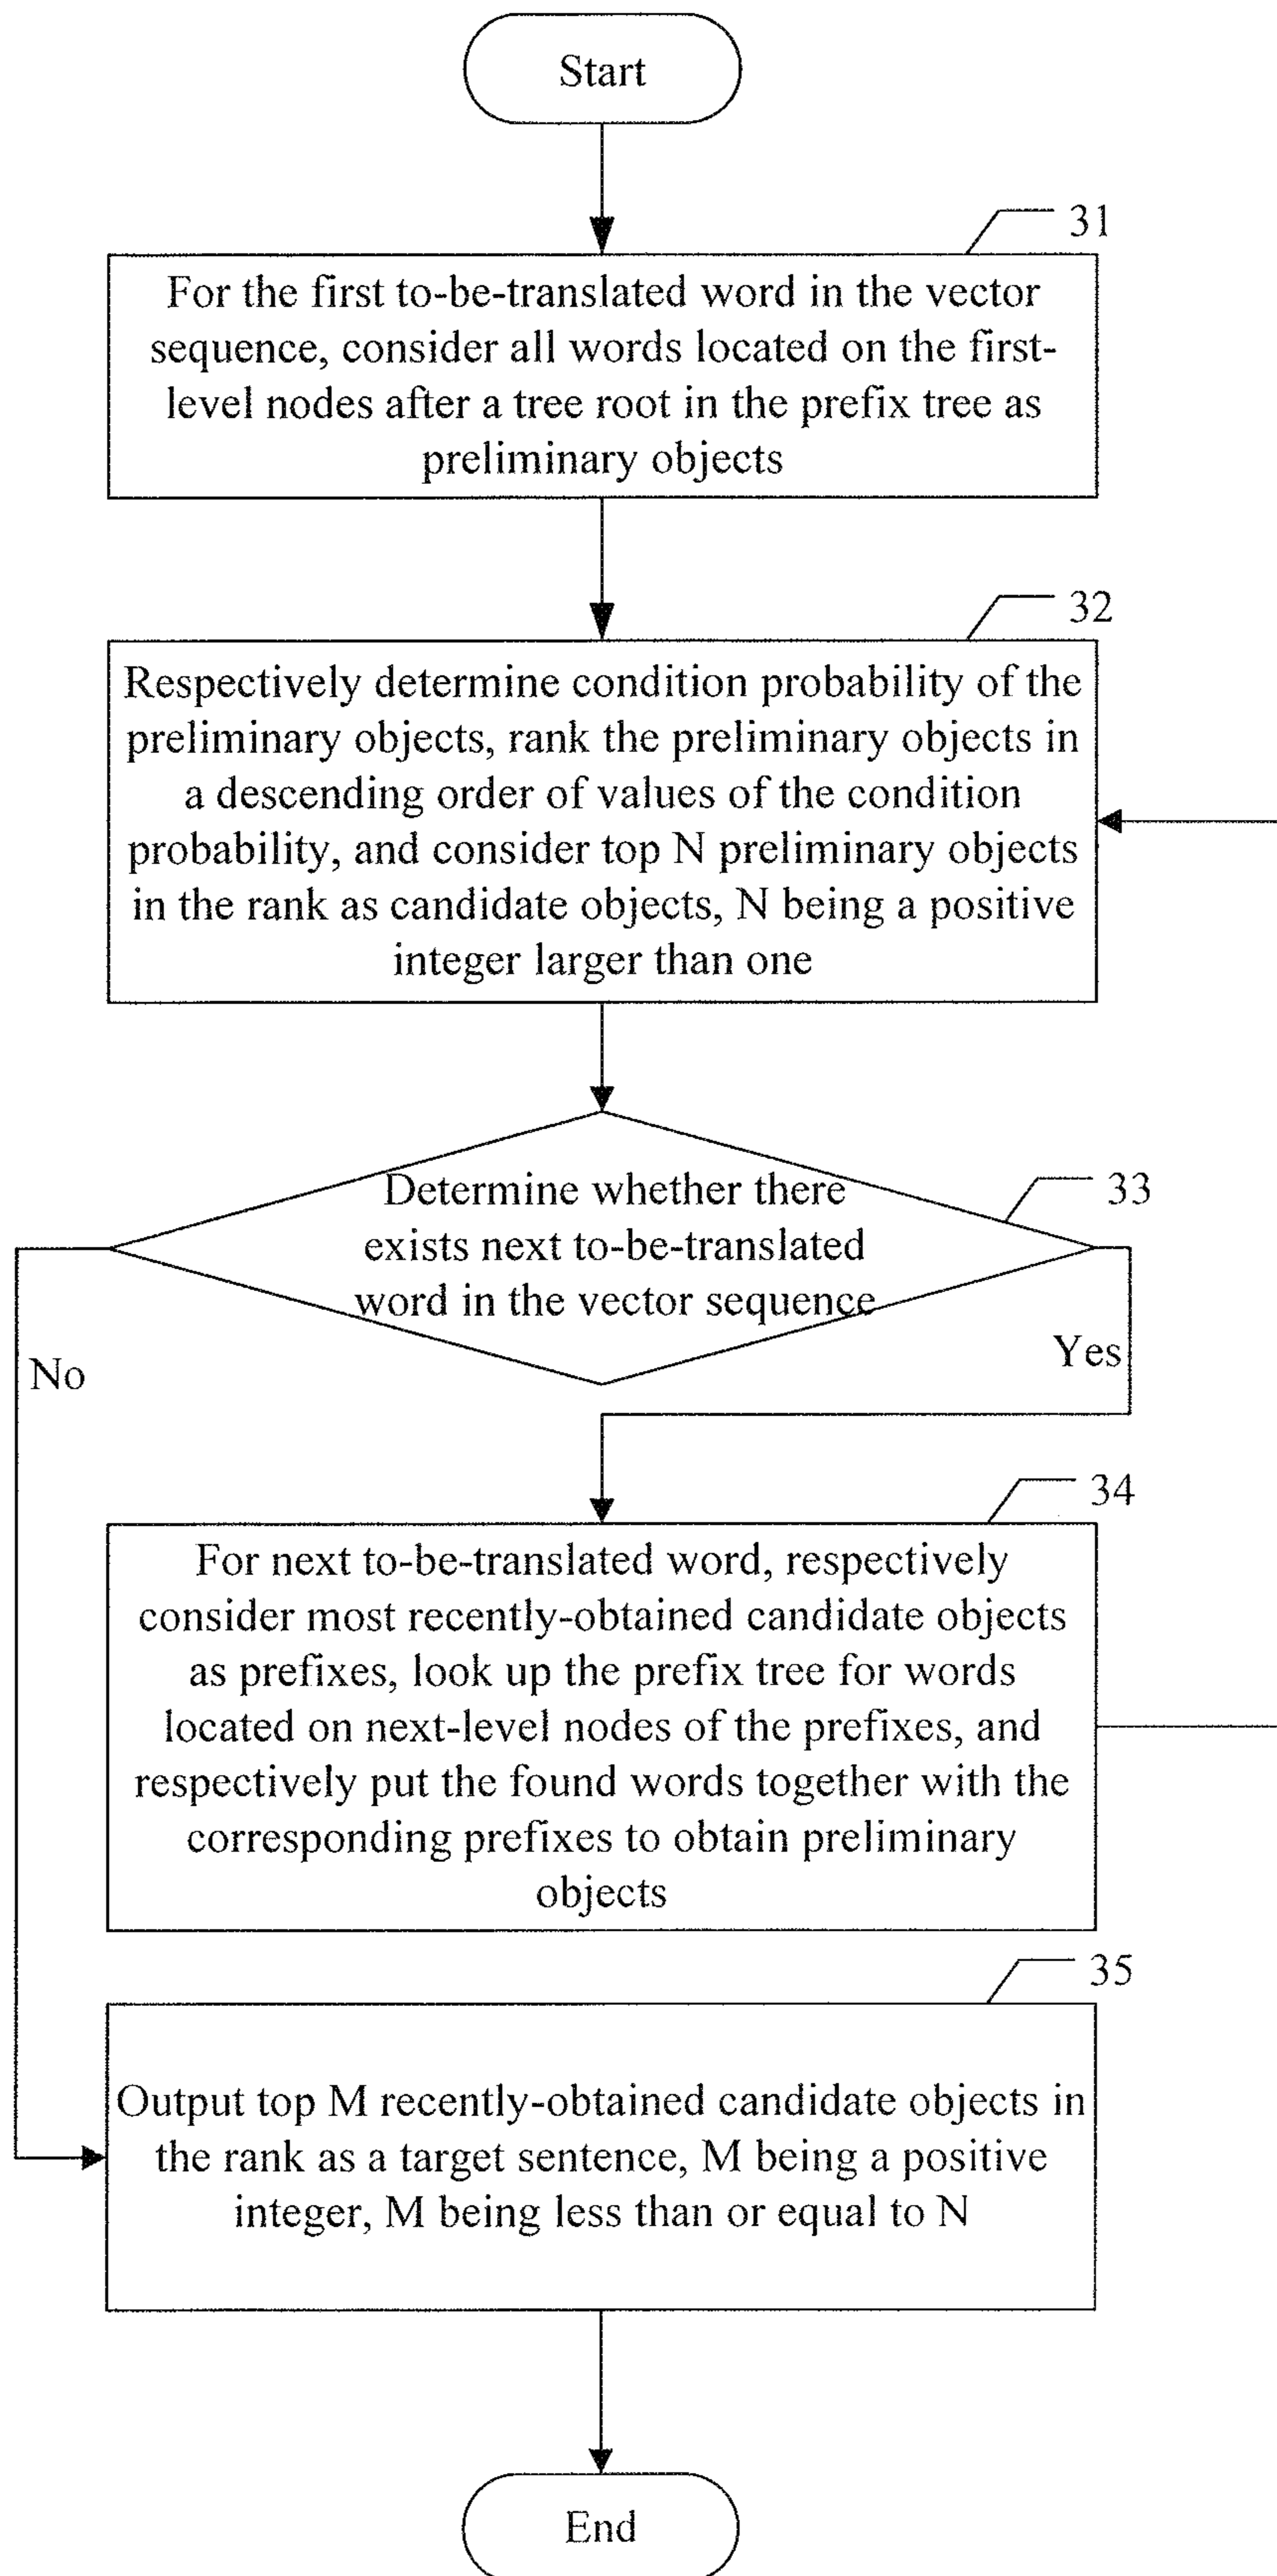 Start
31
For the first to-be-translated word in the vector
sequence, consider all words located on the first-
level nodes after a tree root in the prefix tree as
preliminary objects
32
Respectively determine condition probability of the
preliminary objects, rank the preliminary objects in
a descending order of values of the condition
probability, and consider top N preliminary objects
in the rank as candidate objects, N being a positive
integer larger than one
33
Determine whether there
exists next to-be-translated
word in the vector sequence
Yes
No
34
For next to-be-translated word, respectively
consider most recently-obtained candidate objects
as prefixes, look up the prefix tree for words
located on next-level nodes of the prefixes, and
respectively put the found words together with the
corresponding prefixes to obtain preliminary
objects
35
Output top M recently-obtained candidate objects in
the rank as a target sentence, M being a positive
integer, M being less than or equal to N
End